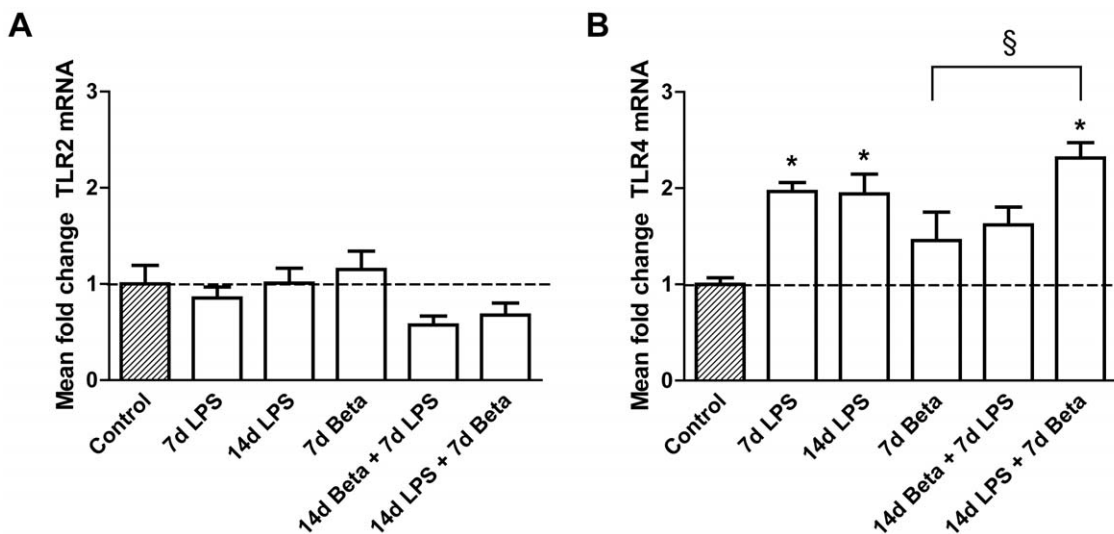 A
Mean fold change TLR2 mRNA
3
2
1
0
Control
7d LPS
14d LPS
7d Beta
14d Beta + 7d LPS
14d LPS + 7d Beta
B
§
Mean fold change TLR4 mRNA
3
2
1
0
*
*
*
Control
7d LPS
14d LPS
7d Beta
14d Beta + 7d LPS
14d LPS + 7d Beta